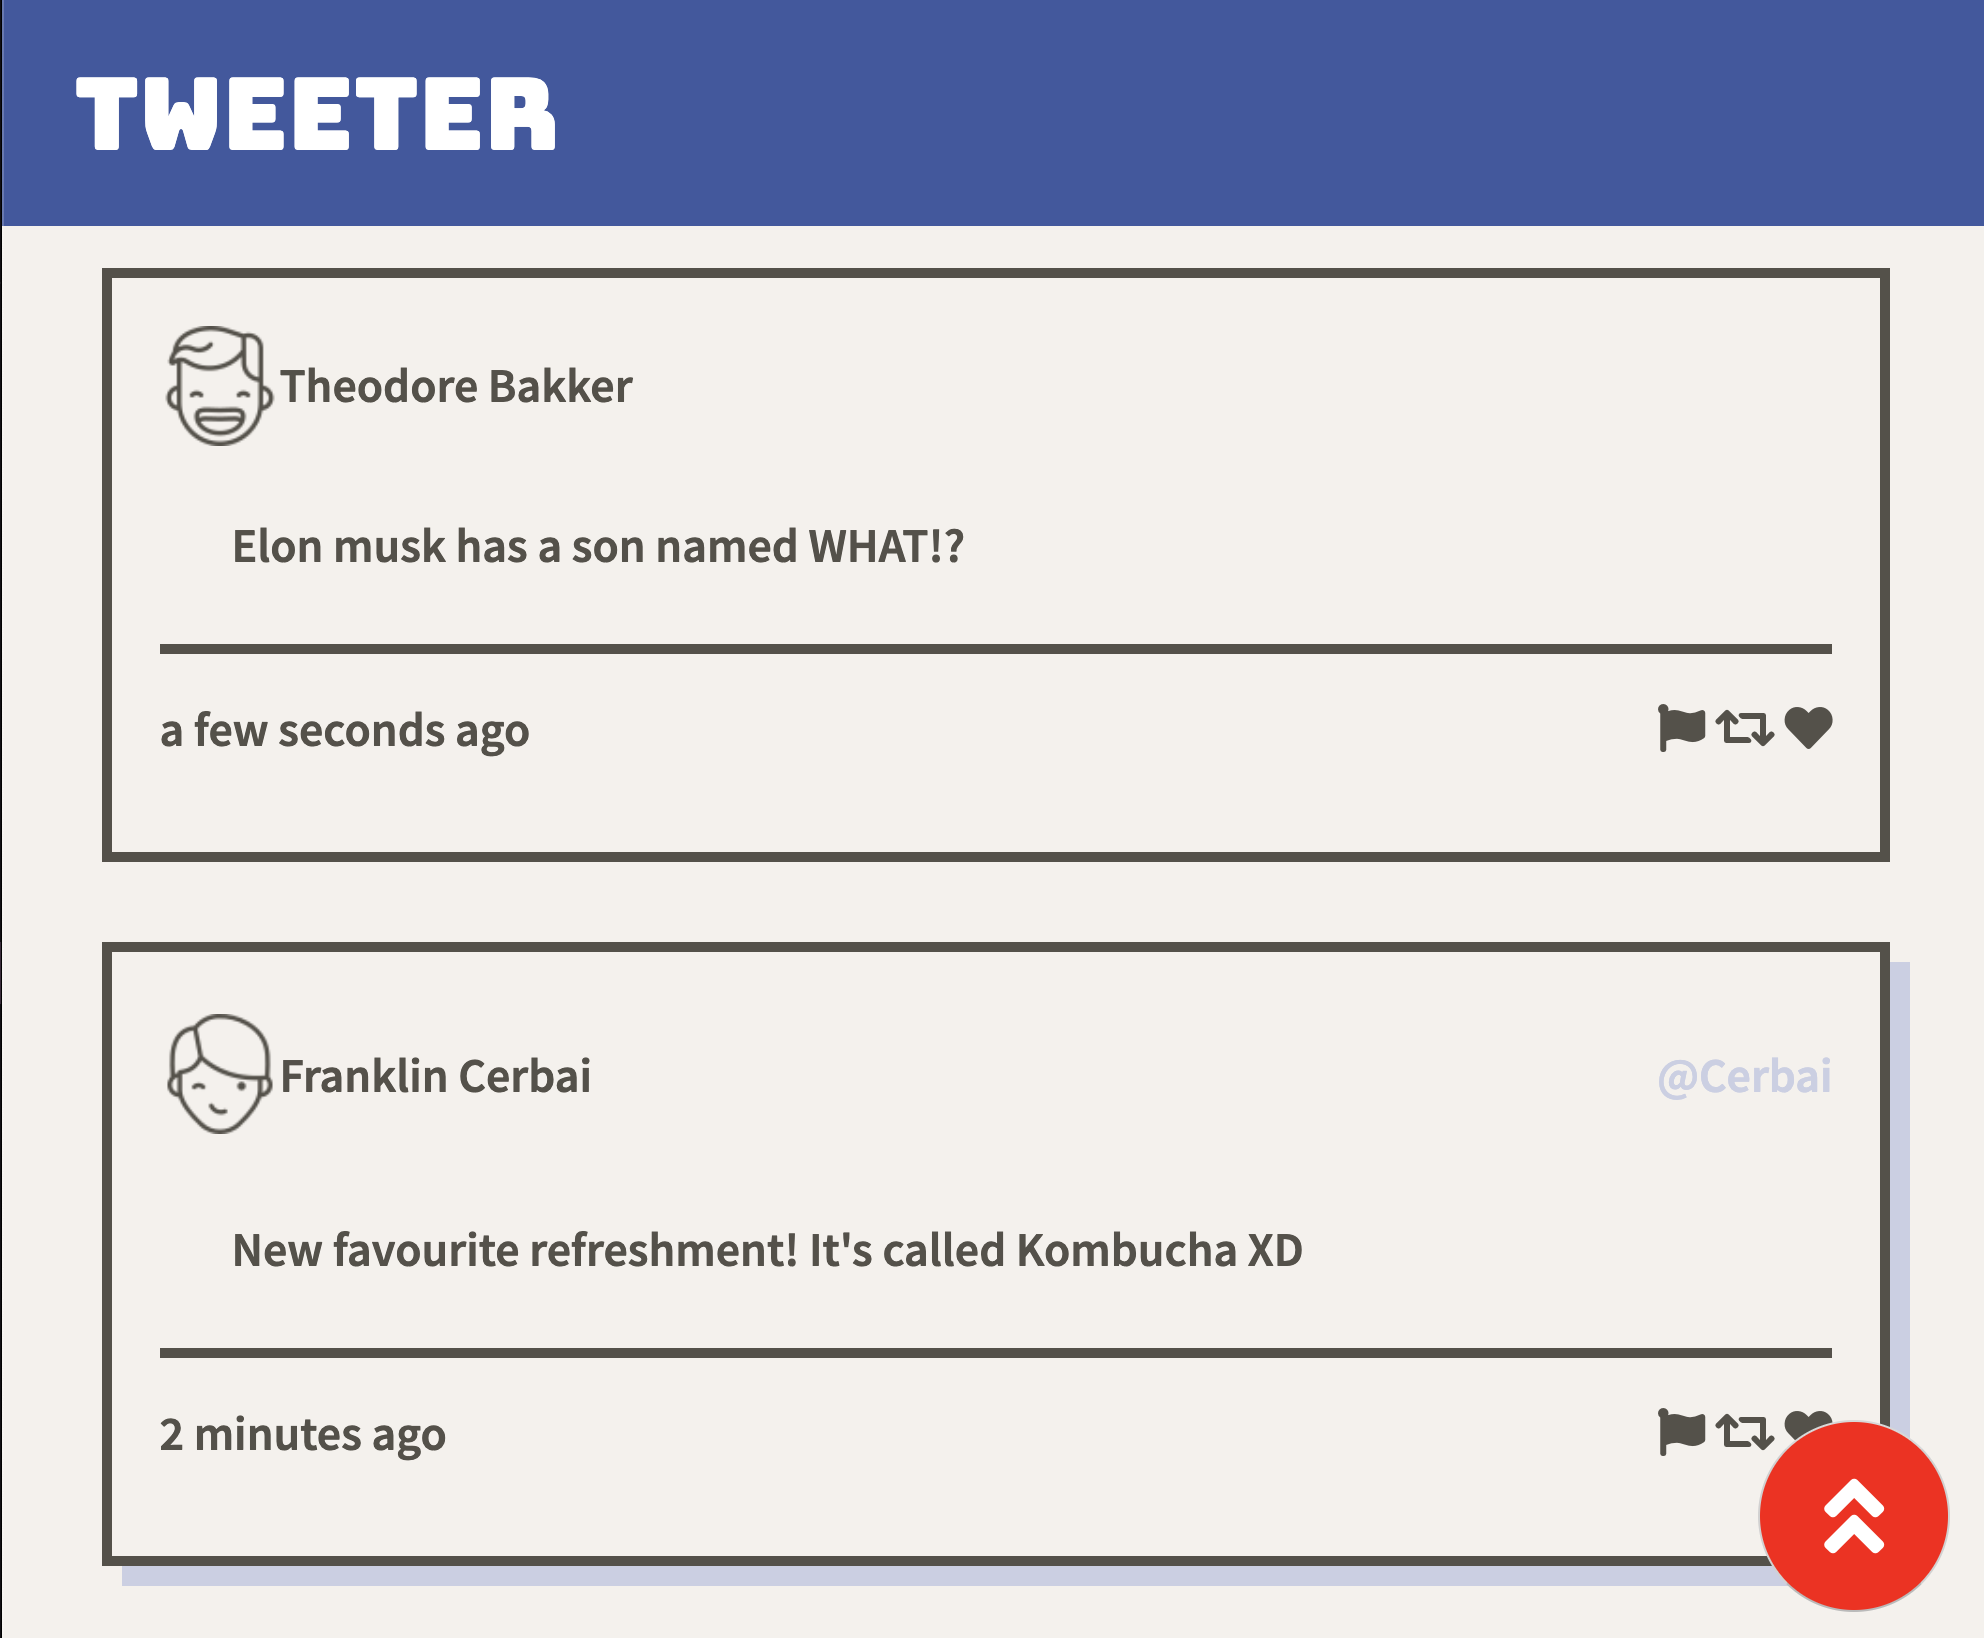 TWEETER
Theodore Bakker
Elon musk has a son named WHAT!?
a few seconds ago
Franklin Cerbai
@Cerbai
New favourite refreshment! It's called Kombucha XD
2 minutes ago